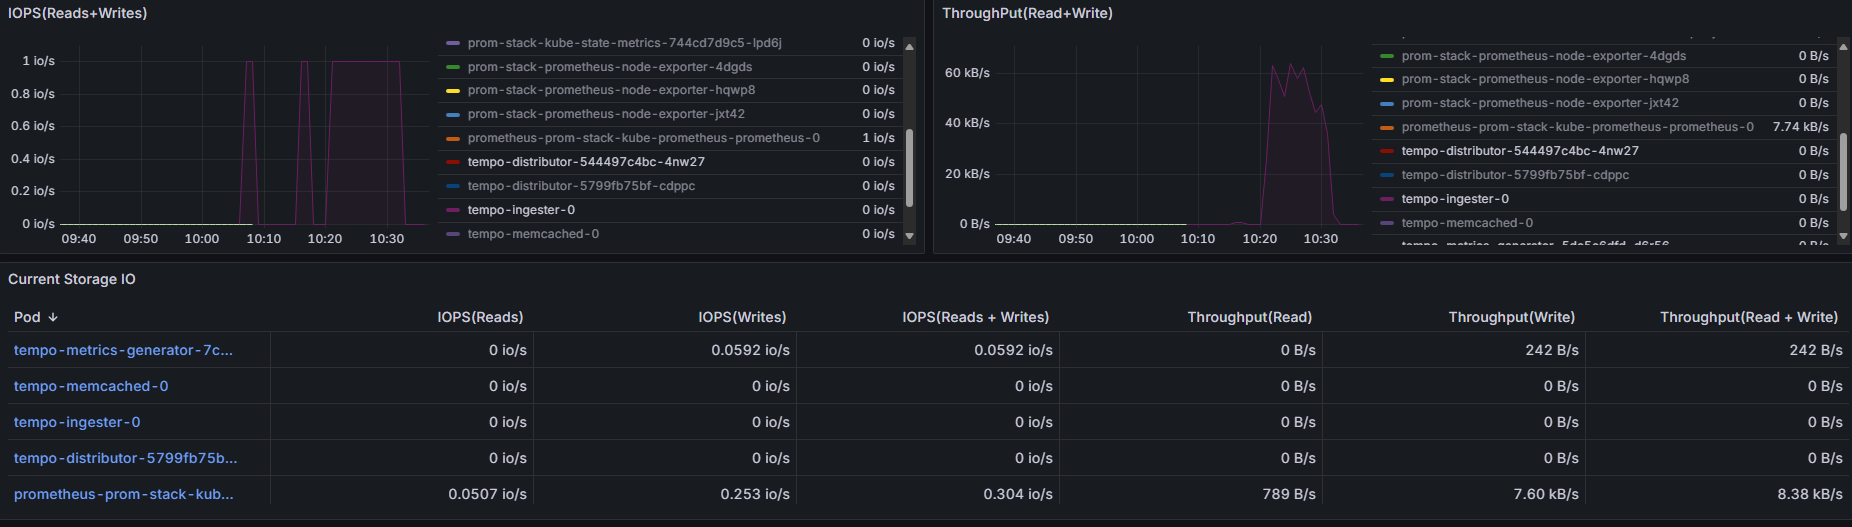 IOPS(Reads+Writes)
1 io/s
0.8 io/s
0.6 io/s
0.4 io/s
0.2 io/s
0 io/s
09:40 09:50 10:00 10:10 10:20 10:30
prom-stack-kube-state-metrics-744cd7d9c5-lpd6j 0 io/s
prom-stack-prometheus-node-exporter-4dgds 0 io/s
prom-stack-prometheus-node-exporter-hqwp8 0 io/s
prom-stack-prometheus-node-exporter-jxt42 0 io/s
prometheus-prom-stack-kube-prometheus-prometheus-0 1 io/s
tempo-distributor-544497c4bc-4nw27 0 io/s
tempo-distributor-5799fb75bf-cdppc 0 io/s
tempo-ingester-0 0 io/s
tempo-memcached-0 0 io/s
ThroughPut(Read+Write)
60 kB/s
40 kB/s
20 kB/s
0 B/s
09:40 09:50 10:00 10:10 10:20 10:30
prom-stack-prometheus-node-exporter-4dgds 0 B/s
prom-stack-prometheus-node-exporter-hqwp8 0 B/s
prom-stack-prometheus-node-exporter-jxt42 0 B/s
prometheus-prom-stack-kube-prometheus-prometheus-0 7.74 kB/s
tempo-distributor-544497c4bc-4nw27 0 B/s
tempo-distributor-5799fb75bf-cdppc 0 B/s
tempo-ingester-0 0 B/s
tempo-memcached-0 0 B/s
Current Storage IO
Pod ↓ IOPS(Reads) IOPS(Writes) IOPS(Reads + Writes) Throughput(Read) Throughput(Write) Throughput(Read + Write)
tempo-metrics-generator-7c... 0 io/s 0.0592 io/s 0.0592 io/s 0 B/s 242 B/s 242 B/s
tempo-memcached-0 0 io/s 0 io/s 0 io/s 0 B/s 0 B/s 0 B/s
tempo-ingester-0 0 io/s 0 io/s 0 io/s 0 B/s 0 B/s 0 B/s
tempo-distributor-5799fb75b... 0 io/s 0 io/s 0 io/s 0 B/s 0 B/s 0 B/s
prometheus-prom-stack-kub... 0.0507 io/s 0.253 io/s 0.304 io/s 789 B/s 7.60 kB/s 8.38 kB/s